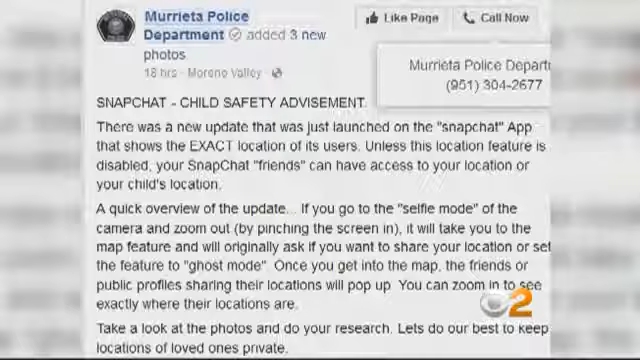 Murrieta Police
Department added 3 new
photos
18 hrs · Moreno Valley ·
Like Page
Call Now
Murrieta Police Departm
(951) 304-2677
SNAPCHAT - CHILD SAFETY ADVISEMENT.
There was a new update that was just launched on the "snapchat" App
that shows the EXACT location of its users. Unless this location feature is
disabled, your SnapChat "friends" can have access to your location or
your child's location.
A quick overview of the update... If you go to the "selfie mode" of the
camera and zoom out (by pinching the screen in), it will take you to the
map feature and will originally ask if you want to share your location or set
the feature to "ghost mode". Once you get into the map, the friends or
public profiles sharing their locations will pop up. You can zoom in to see
exactly where their locations are.
Take a look at the photos and do your research. Lets do our best to keep
locations of loved ones private.
2